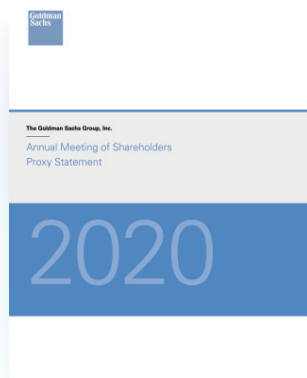 Goldman
Sachs
The Goldman Sachs Group, Inc.
Annual Meeting of Shareholders
Proxy Statement
2020